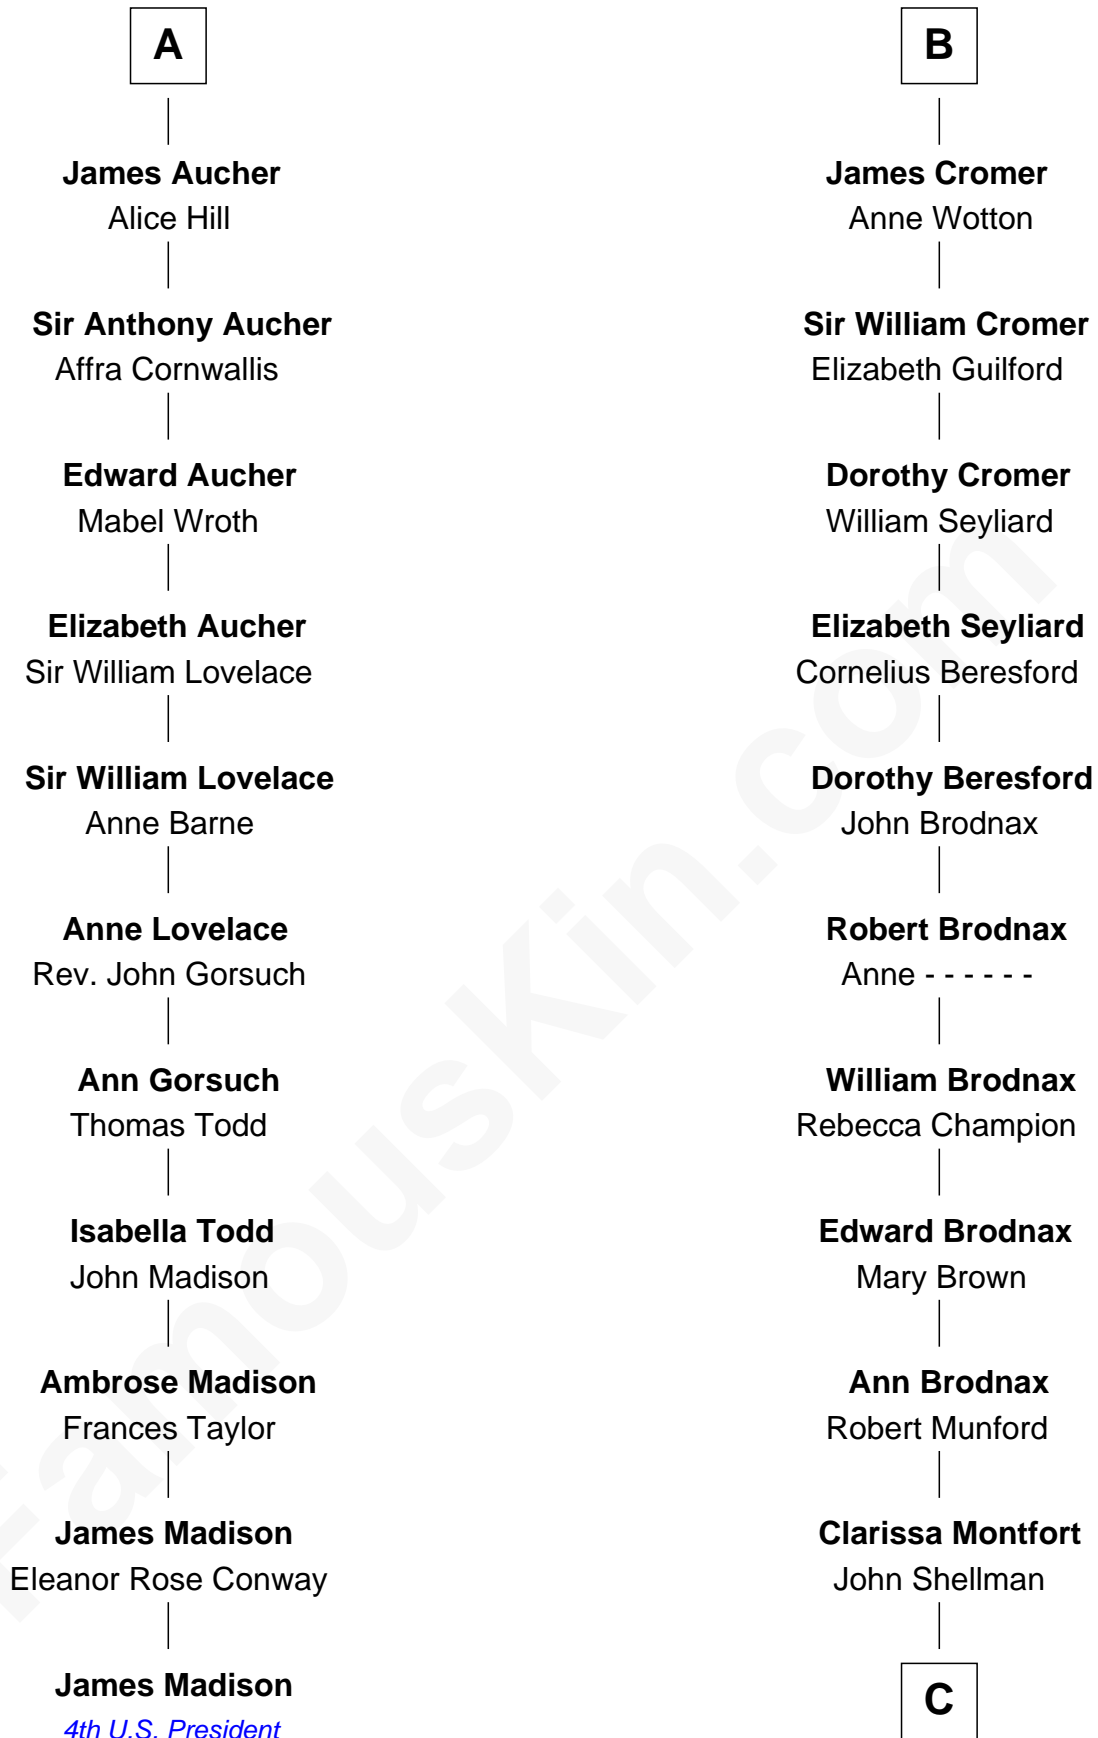 A
James Aucher
Alice Hill
Sir Anthony Aucher
Affra Cornwallis
Edward Aucher
Mabel Wroth
Elizabeth Aucher
Sir William Lovelace
Sir William Lovelace
Anne Barne
Anne Lovelace
Rev. John Gorsuch
Ann Gorsuch
Thomas Todd
Isabella Todd
John Madison
Ambrose Madison
Frances Taylor
James Madison
Eleanor Rose Conway
James Madison
4th U.S. President
B
James Cromer
Anne Wotton
Sir William Cromer
Elizabeth Guilford
Dorothy Cromer
William Seyliard
Elizabeth Seyliard
Cornelius Beresford
Dorothy Beresford
John Brodnax
Robert Brodnax
Anne - - - - - -
William Brodnax
Rebecca Champion
Edward Brodnax
Mary Brown
Ann Brodnax
Robert Munford
Clarissa Montfort
John Shellman
C
FamousKin.com